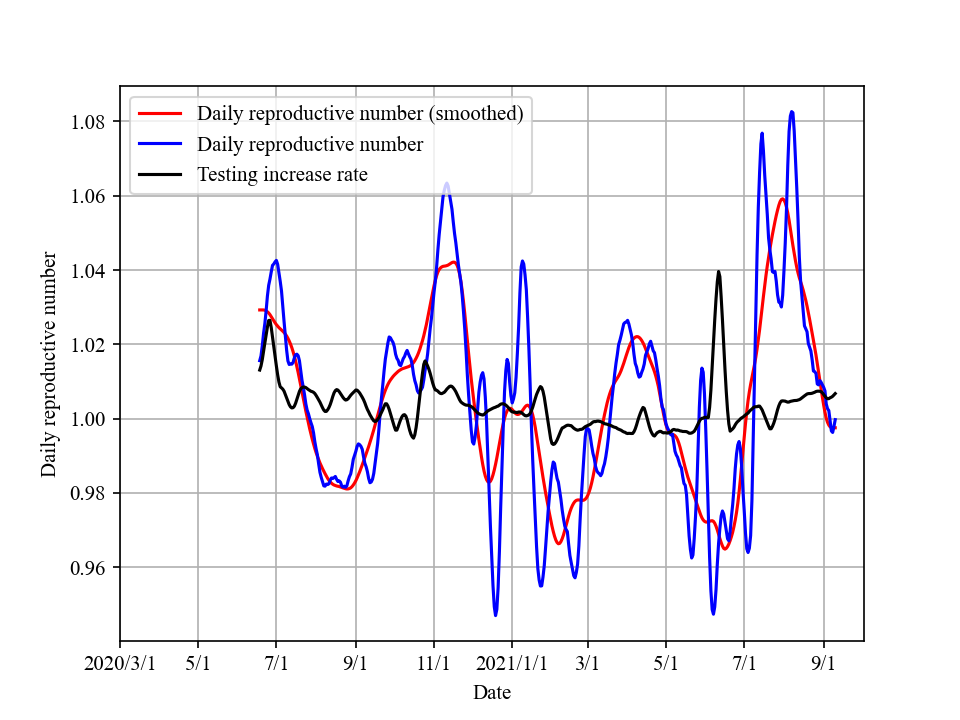 Daily reproductive number (smoothed)
Daily reproductive number
Testing increase rate
Daily reproductive number
1.08
1.06
1.04
1.02
1.00
0.98
0.96
2020/3/1 5/1 7/1 9/1 11/1 2021/1/1 3/1 5/1 7/1 9/1
Date